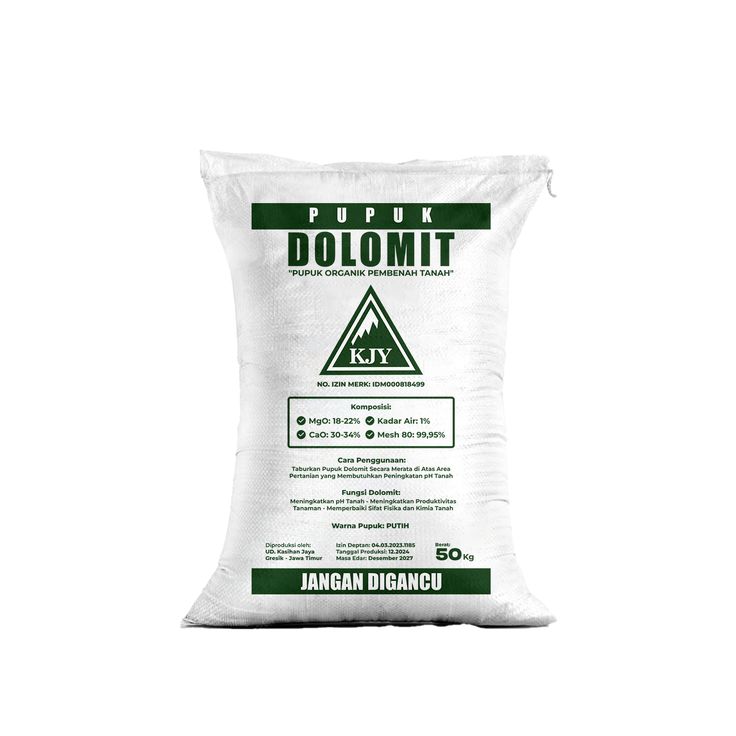 PUPUK
DOLOMIT
"PUPUK ORGANIK PEMBENAH TANAH"
KJY
NO. IZIN MERK: IDM000818499
Komposisi:
MgO: 18-22% Kadar Air: 1%
CaO: 30-34% Mesh 80: 99,95%
Cara Penggunaan:
Taburkan Pupuk Dolomit Secara Merata di Atas Area
Pertanian yang Membutuhkan Peningkatan pH Tanah
Fungsi Dolomit:
Meningkatkan pH Tanah - Meningkatkan Produktivitas
Tanaman - Memperbaiki Sifat Fisika dan Kimia Tanah
Warna Pupuk: PUTIH
Diproduksi oleh:
UD. Kasihan Jaya
Gresik - Jawa Timur
Izin Deptan: 04.03.2023.1185
Tanggal Produksi: 12.2024
Masa Edar: Desember 2027
Berat:
50 Kg
JANGAN DIGANCU